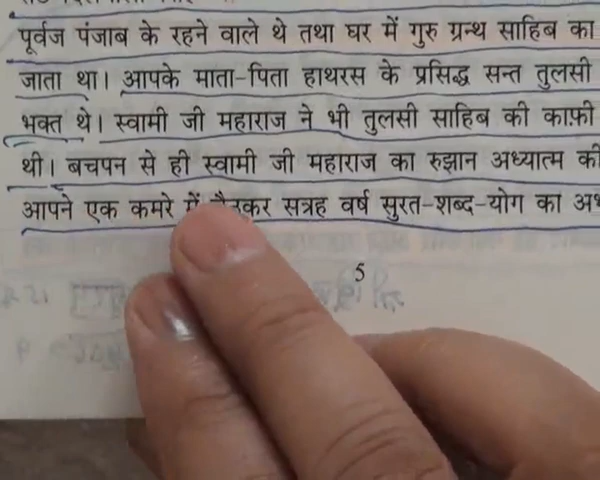 पूर्वज पंजाब के रहने वाले थे तथा घर में गुरु ग्रन्थ साहिब का
जाता था। आपके माता-पिता हाथरस के प्रसिद्ध सन्त तुलसी
भक्त थे। स्वामी जी महाराज ने भी तुलसी साहिब की काफ़ी
थी। बचपन से ही स्वामी जी महाराज का रुझान अध्यात्म की
आपने एक कमरे में बैठकर सत्रह वर्ष सुरत-शब्द-योग का
5